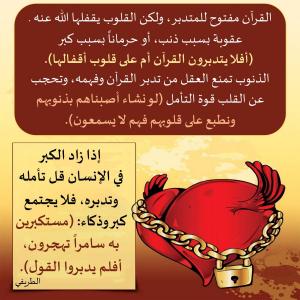 القرآن مفتوح للمتدبر، ولكن القلوب يقفلها الله عنه .
عقوبة بسبب ذنب، أو حرماناً بسبب كبر
(أفلا يتدبرون القرآن أم على قلوب أقفالها).
الذنوب تمنع العقل من تدبر القرآن وفهمه، وتحجب
عن القلب قوة التأمل (لو نشاء أصبناهم بذنوبهم
ونطبع على قلوبهم فهم لا يسمعون).
إذا زاد الكبر
في الإنسان قل تأمله
وتدبره، فلا يجتمع
كبر وذكاء: (مستكبرين
به سامراً تهجرون،
أفلم يدبروا القول).
الطريفي